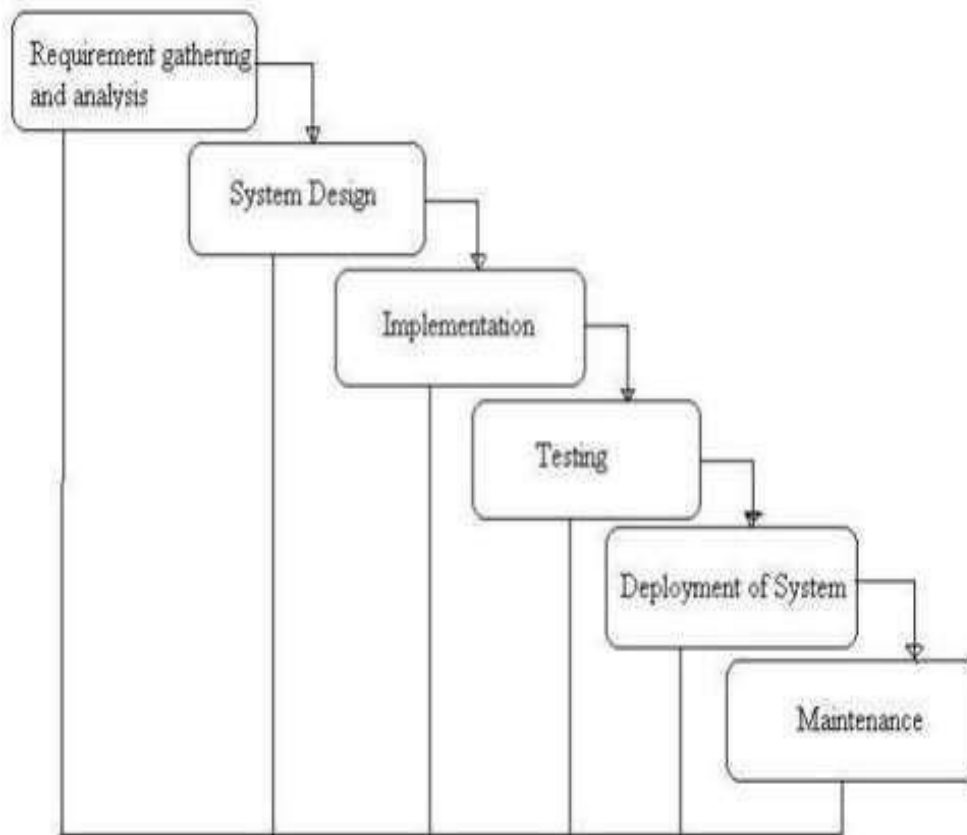 Requirement gathering
and analysis
System Design
Implementation
Testing
Deployment of System
Maintenance